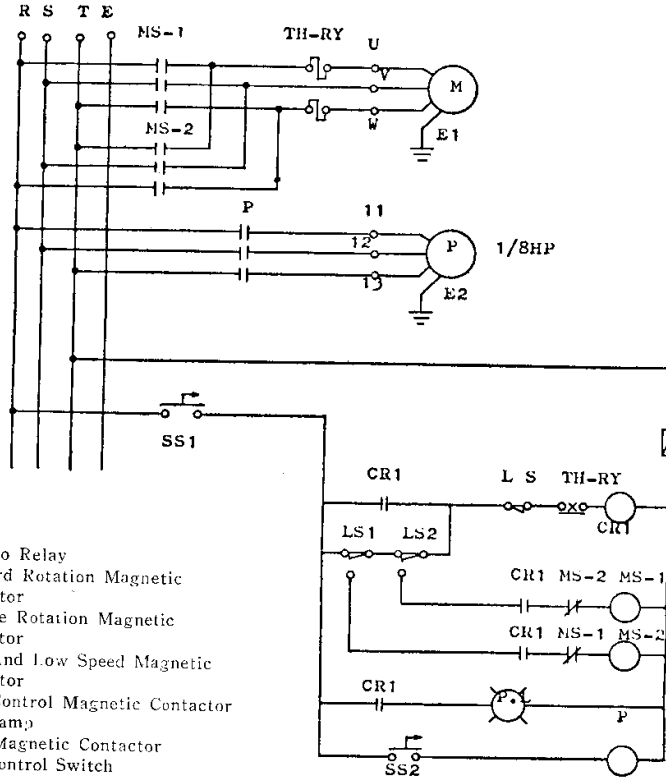 R S T E
MS-1
TH-RY
U
V
M
W
MS-2
E1
P
11
12
P
1/8HP
13
E2
SS1
CR1
L S
TH-RY
CR1
LS1
LS2
CR1 MS-2 MS-1
CR1 MS-1 MS-2
CR1
P.L
P
SS2
o Relay
rd Rotation Magnetic
tor
e Rotation Magnetic
tor
And Low Speed Magnetic
tor
Control Magnetic Contactor
amp
Magnetic Contactor
ontrol Switch